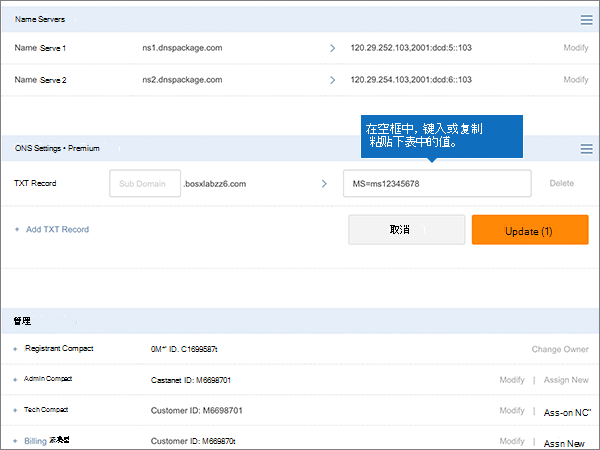 Name Servers
Name Serve 1 ns1.dnspackage.com 120.29.252.103,2001:dcd:5::103 Modify
Name Serve 2 ns2.dnspackage.com 120.29.254.103,2001:dcd:6::103 Modify
在空框中，键入或复制
粘贴下表中的值。
ONS Settings • Premium
TXT Record Sub Domain .bosxlabzz6.com MS=ms12345678 Delete
+ Add TXT Record 取消 Update (1)
管理
+ Registrant Compact 0M*" ID. C1699587t Change Owner
+ Admin Compact Castanet ID: M6698701 Modify | Assign New
+ Tech Compact Customer ID: M6698701 Modify | Ass-on NC"
+ Billing Customer ID: M669870t Modify | Assn New